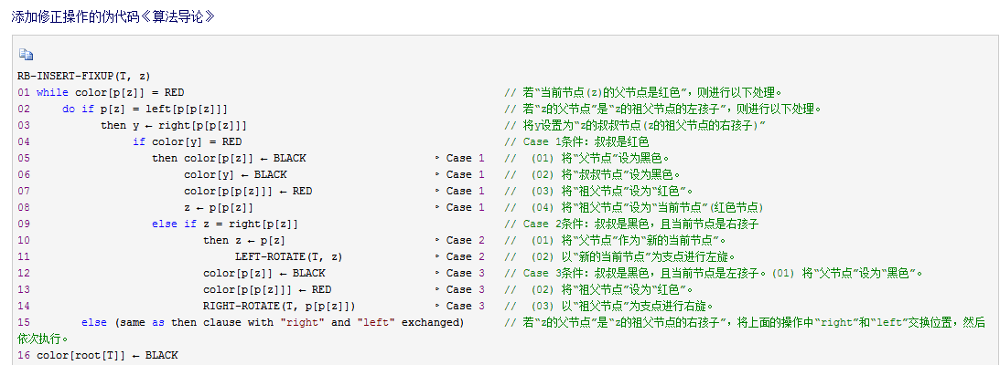 添加修正操作的伪代码《算法导论》
RB-INSERT-FIXUP(T, z)
01 while color[p[z]] = RED // 若“当前节点(z)的父节点是红色”，则进行以下处理。
02 do if p[z] = left[p[p[z]]] // 若“z的父节点”是“z的祖父节点的左孩子”，则进行以下处理。
03 then y ← right[p[p[z]]] // 将y设置为“z的叔叔节点(z的祖父节点的右孩子)”
04 if color[y] = RED // Case 1条件：叔叔是红色
05 then color[p[z]] ← BLACK ▹ Case 1 // (01) 将“父节点”设为黑色。
06 color[y] ← BLACK ▹ Case 1 // (02) 将“叔叔节点”设为黑色。
07 color[p[p[z]]] ← RED ▹ Case 1 // (03) 将“祖父节点”设为“红色”。
08 z ← p[p[z]] ▹ Case 1 // (04) 将“祖父节点”设为“当前节点”(红色节点)
09 else if z = right[p[z]] // Case 2条件：叔叔是黑色，且当前节点是右孩子
10 then z ← p[z] ▹ Case 2 // (01) 将“父节点”作为“新的当前节点”。
11 LEFT-ROTATE(T, z) ▹ Case 2 // (02) 以“新的当前节点”为支点进行左旋。
12 color[p[z]] ← BLACK ▹ Case 3 // Case 3条件：叔叔是黑色，且当前节点是左孩子。(01) 将“父节点”设为“黑色”。
13 color[p[p[z]]] ← RED ▹ Case 3 // (02) 将“祖父节点”设为“红色”。
14 RIGHT-ROTATE(T, p[p[z]]) ▹ Case 3 // (03) 以“祖父节点”为支点进行右旋。
15 else (same as then clause with "right" and "left" exchanged) // 若“z的父节点”是“z的祖父节点的右孩子”，将上面的操作中“right”和“left”交换位置，然后
依次执行。
16 color[root[T]] ← BLACK